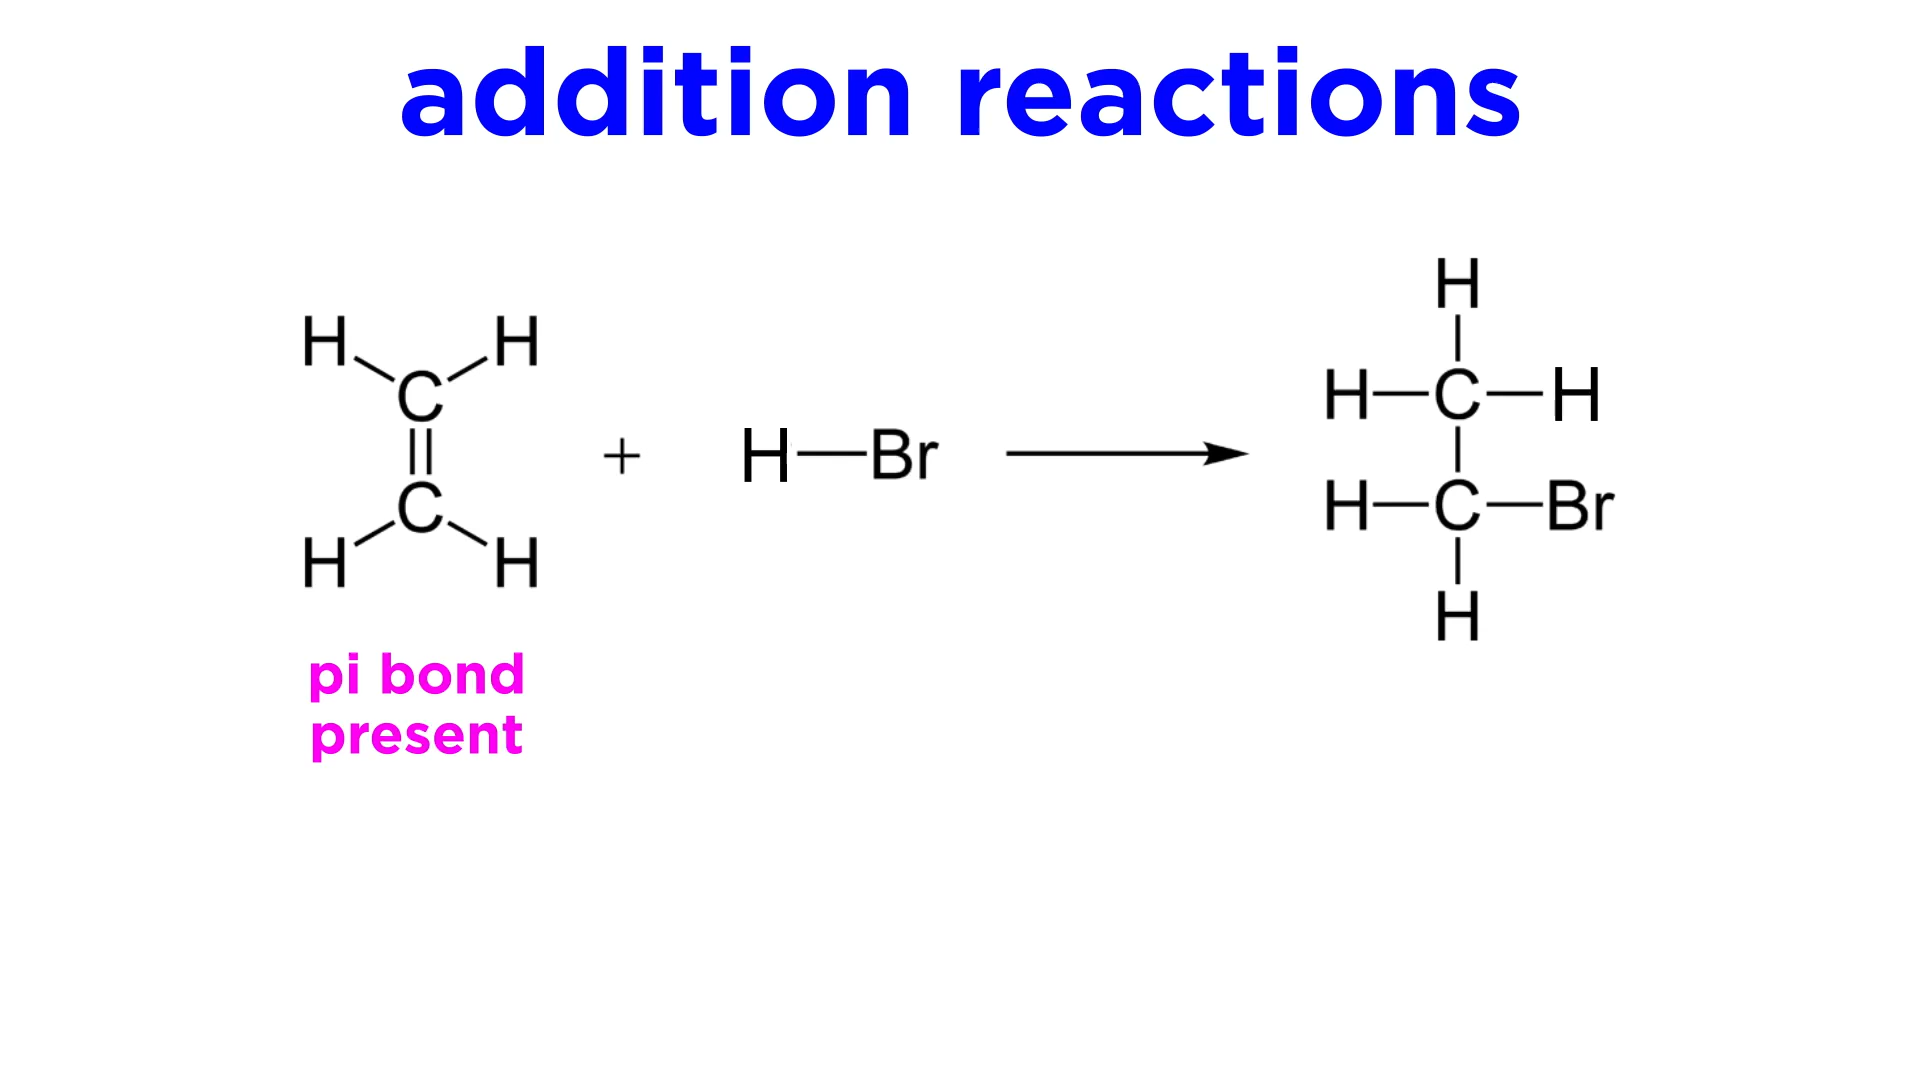 addition reactions
H
H H
C H—C—H
+ H—Br
C H—C—Br
H H
H
pi bond
present